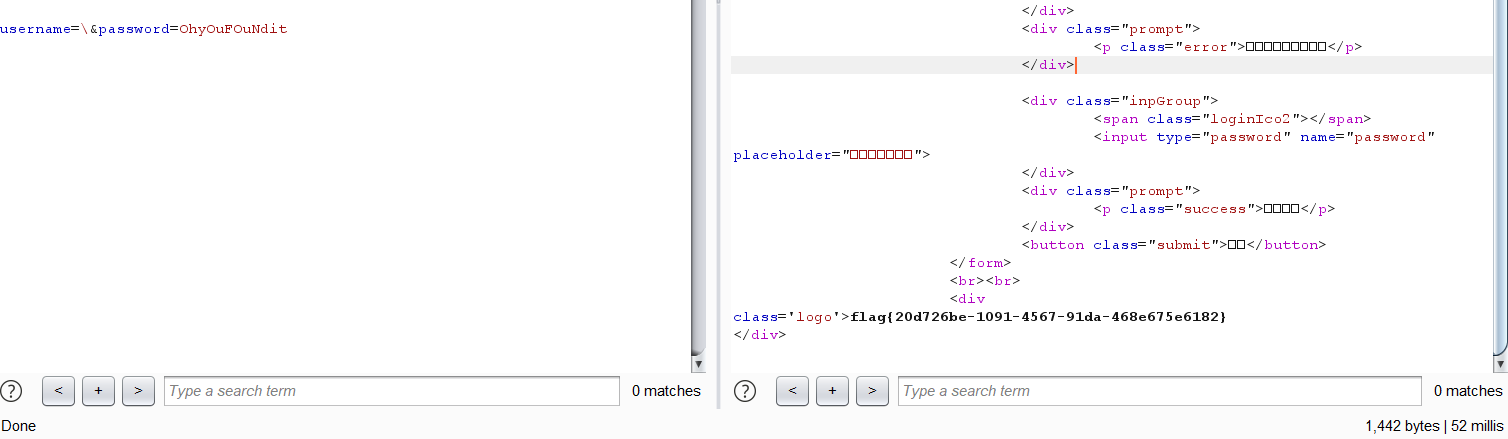 username=\&password=OhyOuFOuNdit
</div>
<div class="prompt">
<p class="error">□□□□□□□□□</p>
</div>
<div class="inpGroup">
<span class="loginIco2"></span>
<input type="password" name="password"
placeholder="□□□□□□□">
</div>
<div class="prompt">
<p class="success">□□□□</p>
</div>
<button class="submit">□□</button>
</form>
<br><br>
<div
class='logo'>flag{20d726be-1091-4567-91da-468e675e6182}
</div>
? < + > Type a search term 0 matches
? < + > Type a search term 0 matches
Done
1,442 bytes | 52 millis